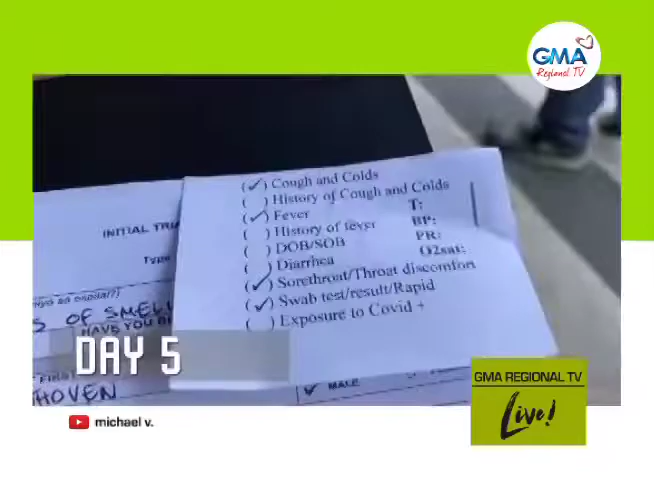 GMA
Regional TV
(✓) Cough and Colds
( ) History of Cough and Colds
(✓) Fever
T:
( ) History of fever
BP:
( ) DOB/SOB
PR:
( ) Diarrhea
O2sat:
(✓) Sorethroat/Throat discomfort
(✓) Swab test/result/Rapid
( ) Exposure to Covid +
INITIAL
Type
OF SMELL
HAVE YOU
DAY 5
HOVEN
✓ MALE
GMA REGIONAL TV
Live!
michael v.